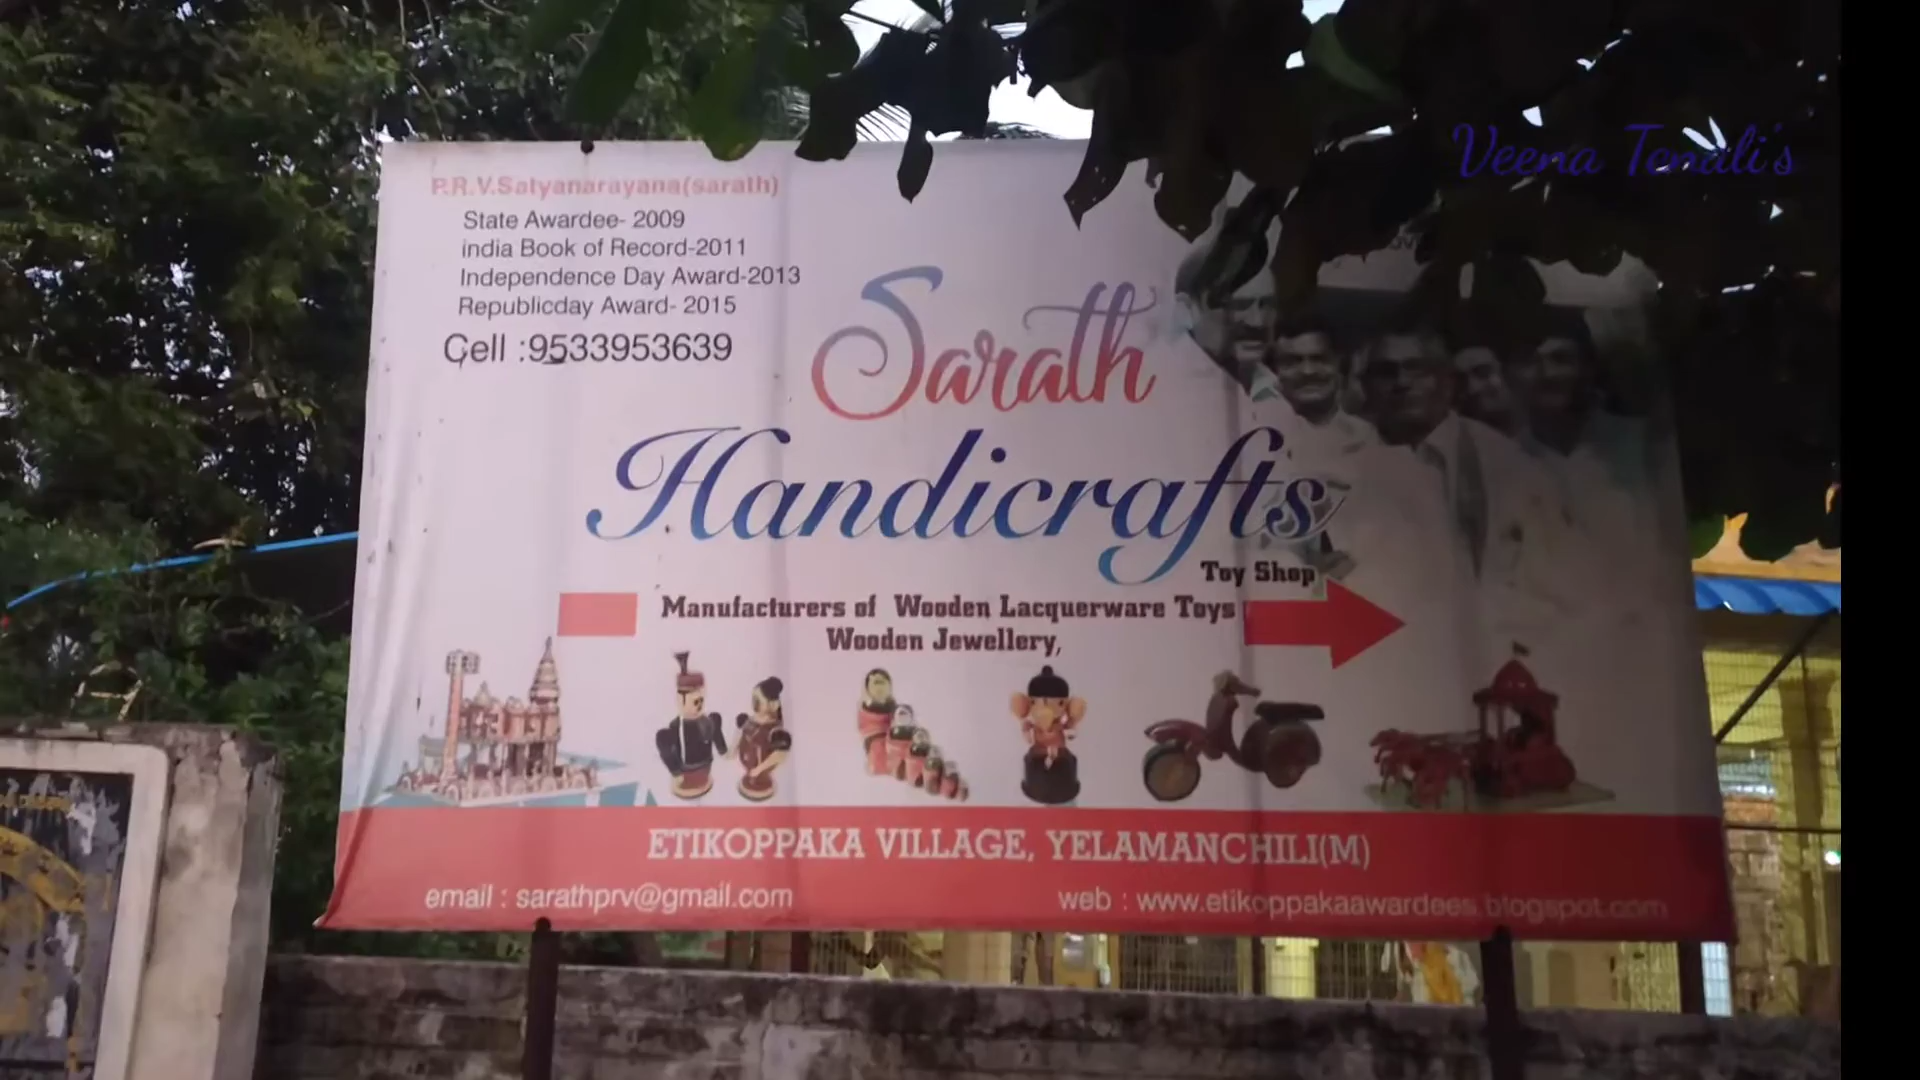 Veena Tenali's
P.R.V.Satyanarayana(sarath)
State Awardee- 2009
india Book of Record-2011
Independence Day Award-2013
Republicday Award- 2015
Cell :9533953639
Sarath
Handicrafts
Toy Shop
Manufacturers of Wooden Lacquerware Toys
Wooden Jewellery,
ETIKOPPAKA VILLAGE, YELAMANCHILI(M)
email : sarathprv@gmail.com
web : www.etikoppakaawardees.blogspot.com